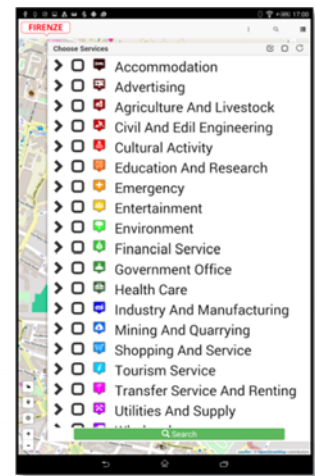 17:00
FIRENZE
Choose Services
Accommodation
Advertising
Agriculture And Livestock
Civil And Edil Engineering
Cultural Activity
Education And Research
Emergency
Entertainment
Environment
Financial Service
Government Office
Health Care
Industry And Manufacturing
Mining And Quarrying
Shopping And Service
Tourism Service
Transfer Service And Renting
Utilities And Supply
Search